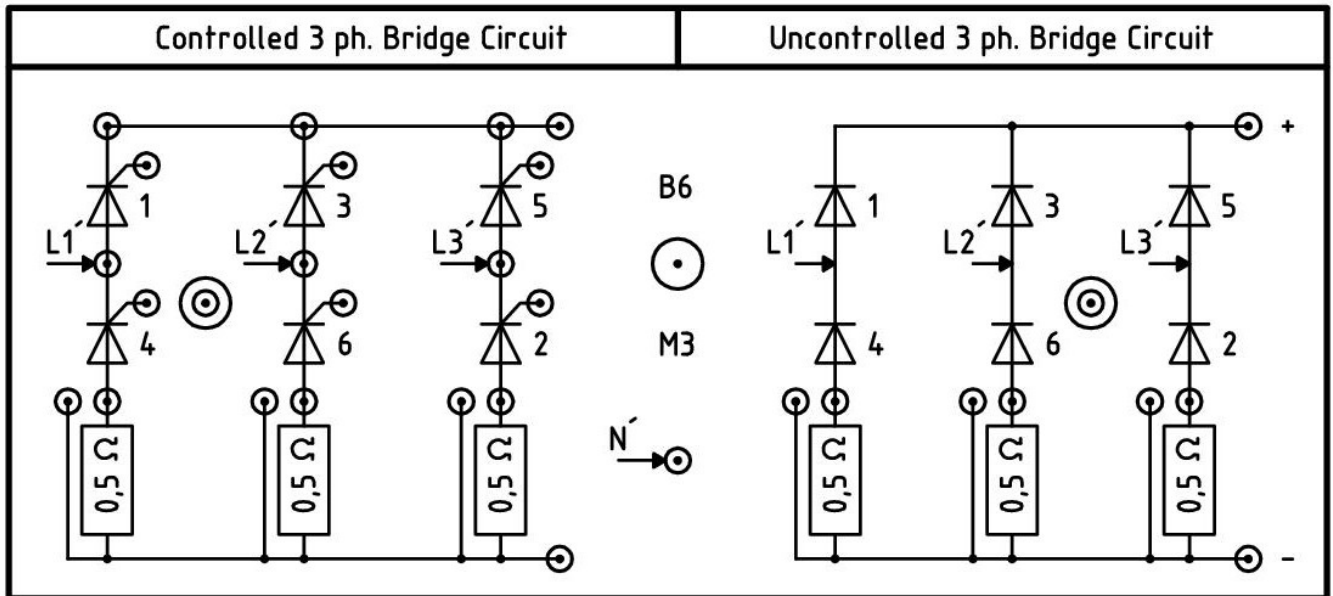 Controlled 3 ph. Bridge Circuit
Uncontrolled 3 ph. Bridge Circuit
+
1 3 5
B6
1 3 5
L1´ L2´ L3´
L1´ L2´ L3´
4 6 2
M3
4 6 2
N´
0,5 Ω 0,5 Ω 0,5 Ω
0,5 Ω 0,5 Ω 0,5 Ω
-